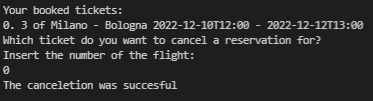 Your booked tickets:
0. 3 of Milano - Bologna 2022-12-10T12:00 - 2022-12-12T13:00
Which ticket do you want to cancel a reservation for?
Insert the number of the flight:
0
The canceletion was succesful